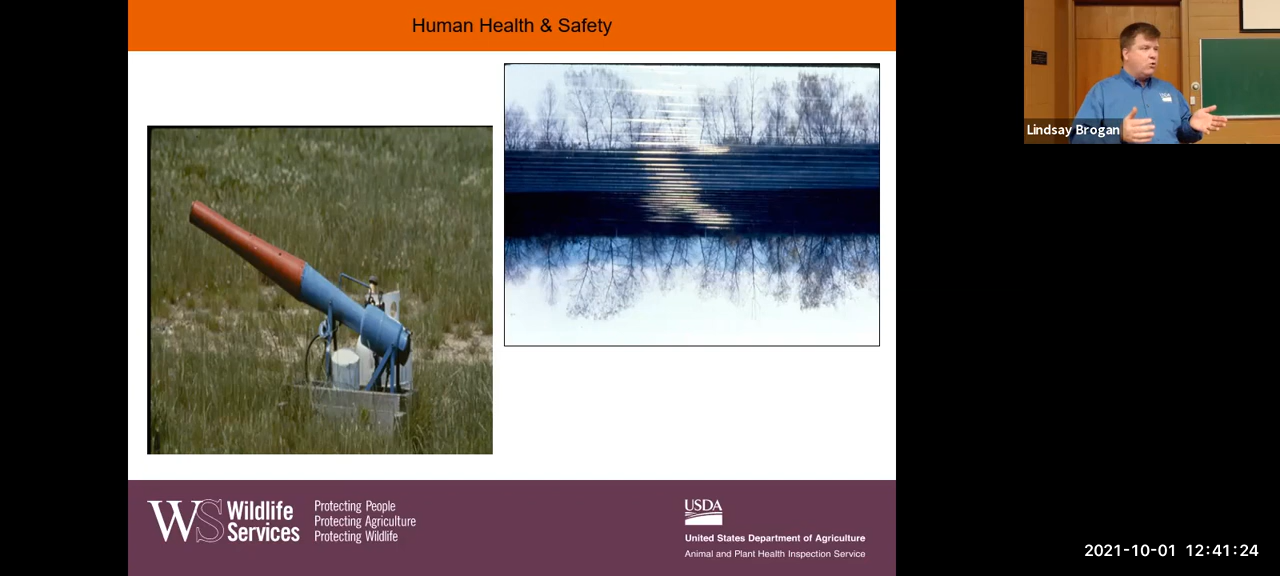 Human Health & Safety
Lindsay Brogan
WS Wildlife Services
Protecting People
Protecting Agriculture
Protecting Wildlife
USDA
United States Department of Agriculture
Animal and Plant Health Inspection Service
USDA
2021-10-01 12:41:24